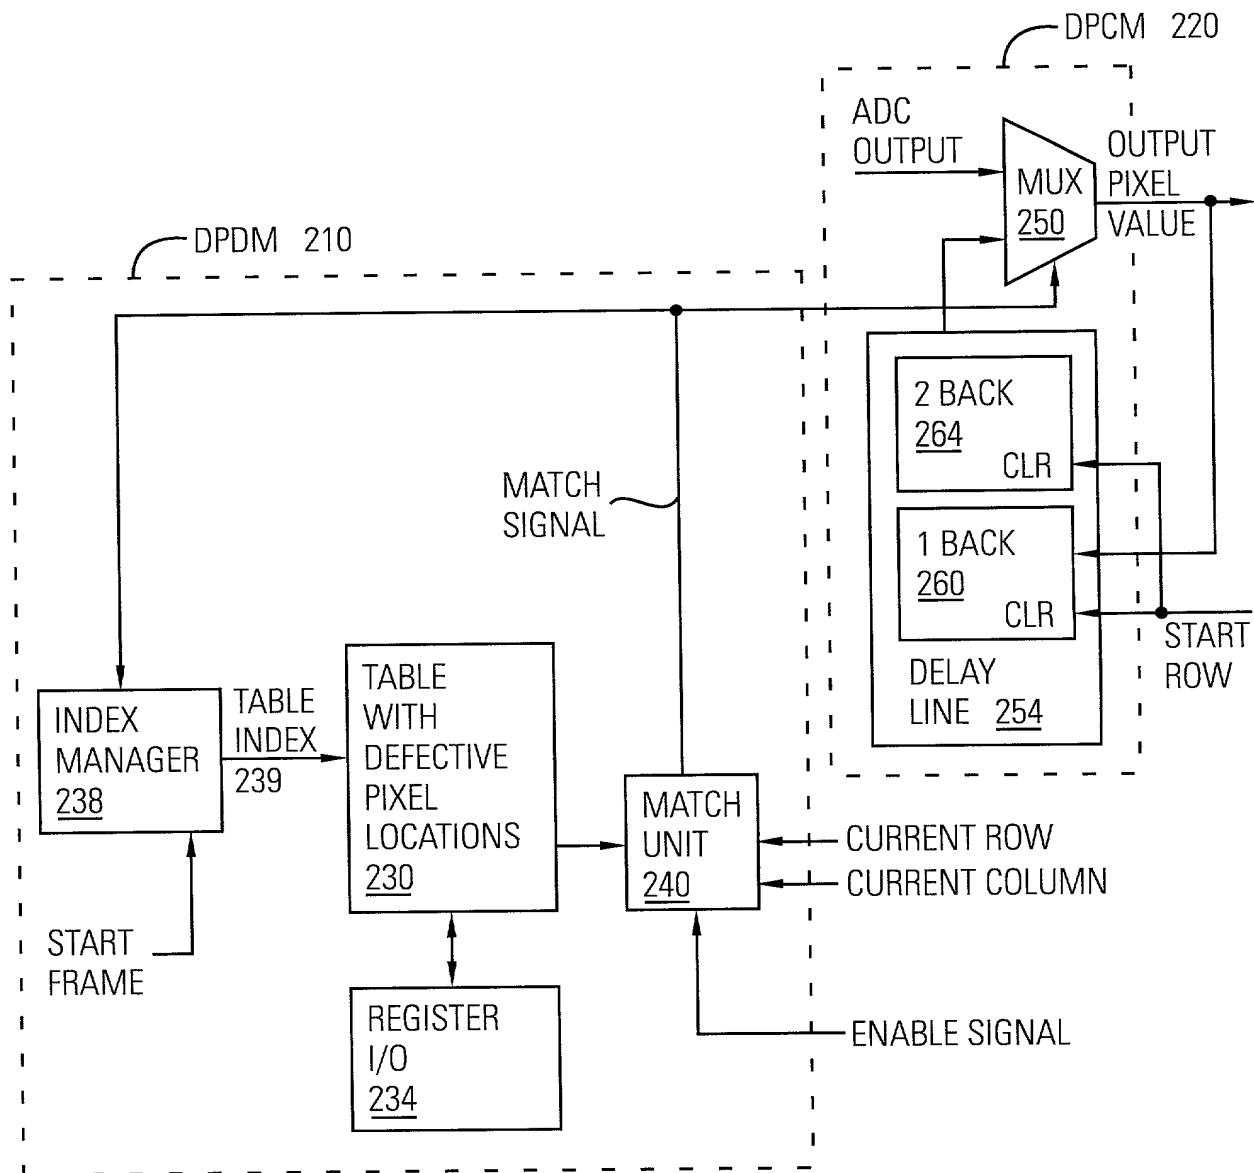 DPCM 220
ADC
OUTPUT
MUX
250
OUTPUT
PIXEL
VALUE
DPDM 210
2 BACK
264
CLR
1 BACK
260
CLR
DELAY
LINE 254
START
ROW
MATCH
SIGNAL
INDEX
MANAGER
238
TABLE
INDEX
239
TABLE
WITH
DEFECTIVE
PIXEL
LOCATIONS
230
MATCH
UNIT
240
CURRENT ROW
CURRENT COLUMN
START
FRAME
REGISTER
I/O
234
ENABLE SIGNAL